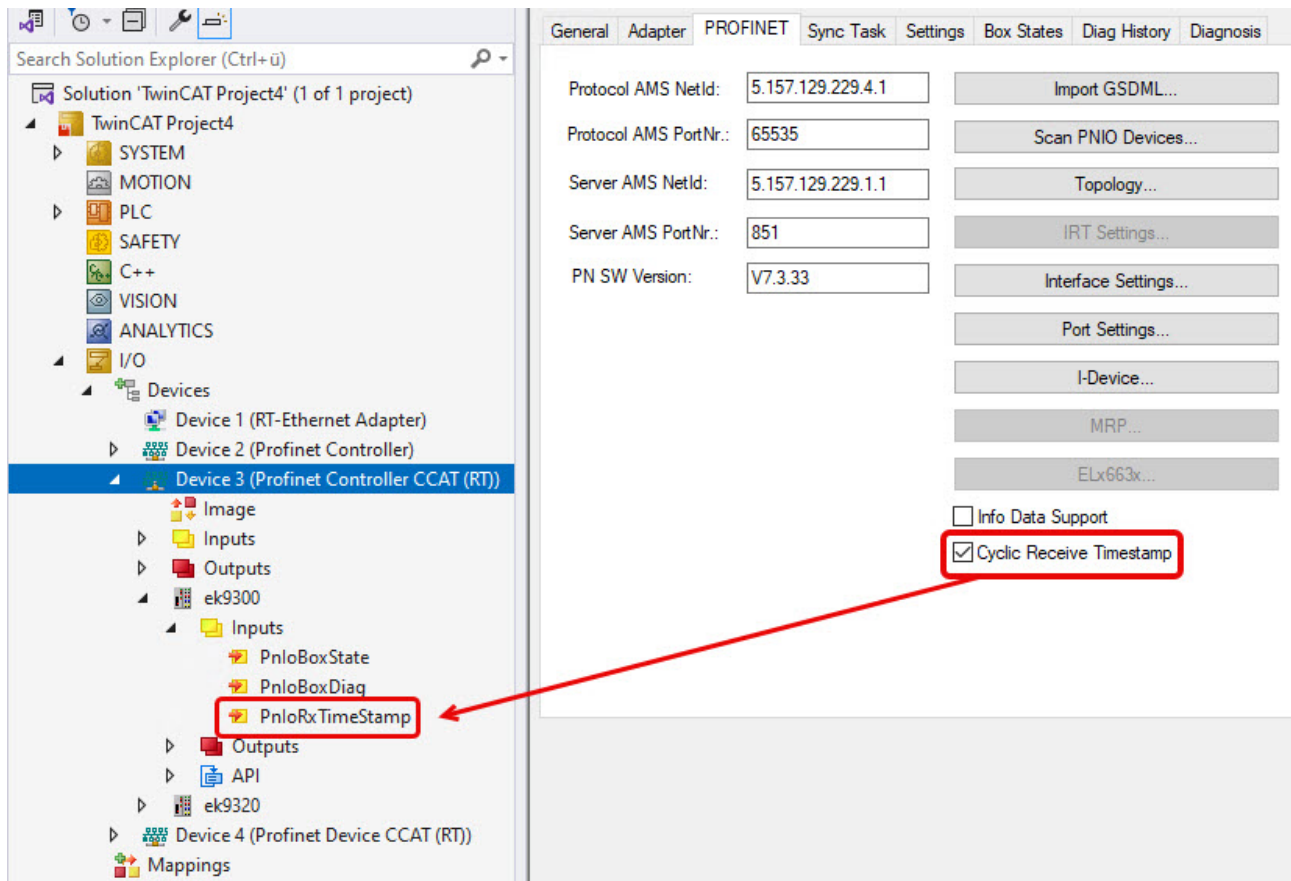 Search Solution Explorer (Ctrl+ü)
Solution 'TwinCAT Project4' (1 of 1 project)
TwinCAT Project4
SYSTEM
MOTION
PLC
SAFETY
C++
VISION
ANALYTICS
I/O
Devices
Device 1 (RT-Ethernet Adapter)
Device 2 (Profinet Controller)
Device 3 (Profinet Controller CCAT (RT))
Image
Inputs
Outputs
ek9300
Inputs
PnIoBoxState
PnIoBoxDiag
PnIoRxTimeStamp
Outputs
API
ek9320
Device 4 (Profinet Device CCAT (RT))
Mappings
General Adapter PROFINET Sync Task Settings Box States Diag History Diagnosis
Protocol AMS NetId: 5.157.129.229.4.1
Protocol AMS PortNr.: 65535
Server AMS NetId: 5.157.129.229.1.1
Server AMS PortNr.: 851
PN SW Version: V7.3.33
Import GSDML...
Scan PNIO Devices...
Topology...
IRT Settings...
Interface Settings...
Port Settings...
I-Device...
MRP...
ELx663x...
Info Data Support
Cyclic Receive Timestamp